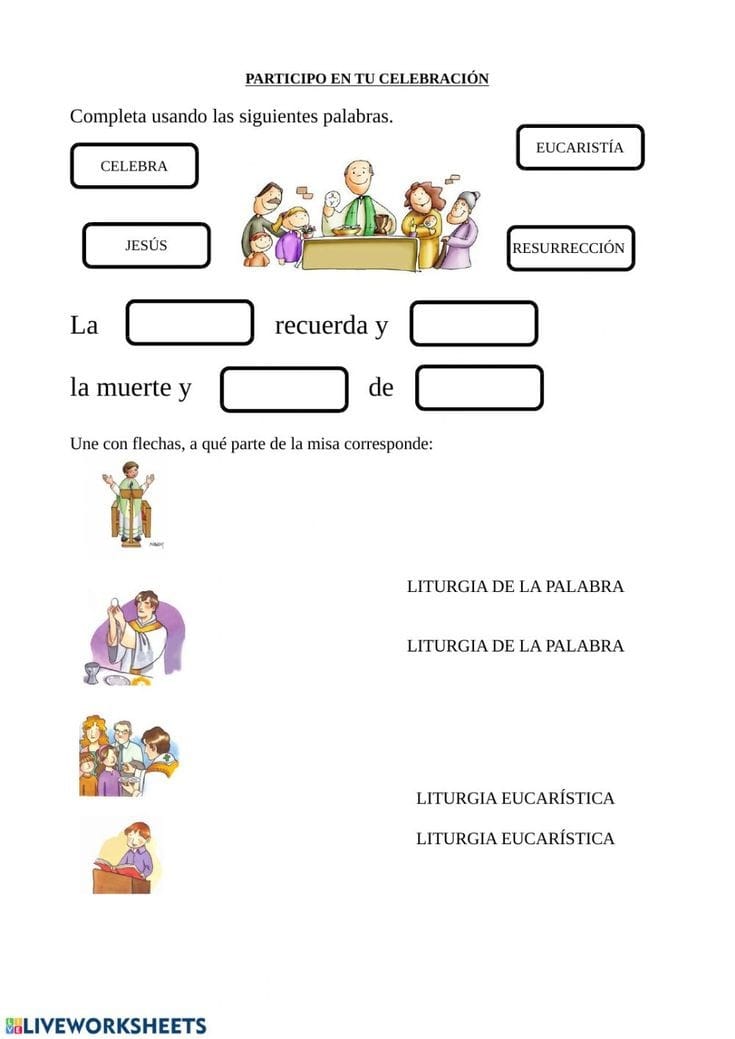 PARTICIPO EN TU CELEBRACIÓN
Completa usando las siguientes palabras.
EUCARISTÍA
CELEBRA
JESÚS
RESURRECCIÓN
La recuerda y
la muerte y de
Une con flechas, a qué parte de la misa corresponde:
LITURGIA DE LA PALABRA
LITURGIA DE LA PALABRA
LITURGIA EUCARÍSTICA
LITURGIA EUCARÍSTICA
LIVEWORKSHEETS